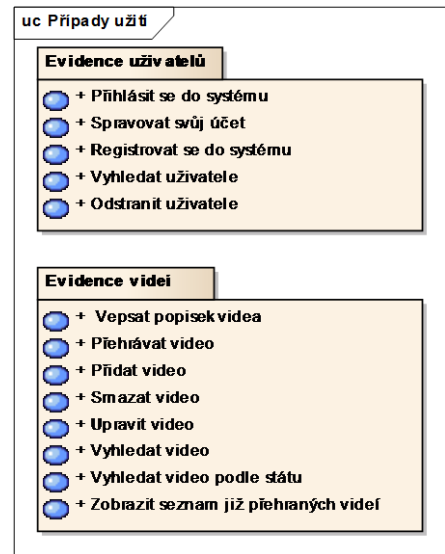 uc Případy užití
Evidence uživatelů
+ Přihlásit se do systému
+ Spravovat svůj účet
+ Registrovat se do systému
+ Vyhledat uživatele
+ Odstranit uživatele
Evidence videí
+ Vepsat popisek videa
+ Přehrávat video
+ Přidat video
+ Smazat video
+ Upravit video
+ Vyhledat video
+ Vyhledat video podle státu
+ Zobrazit seznam již přehraných videí